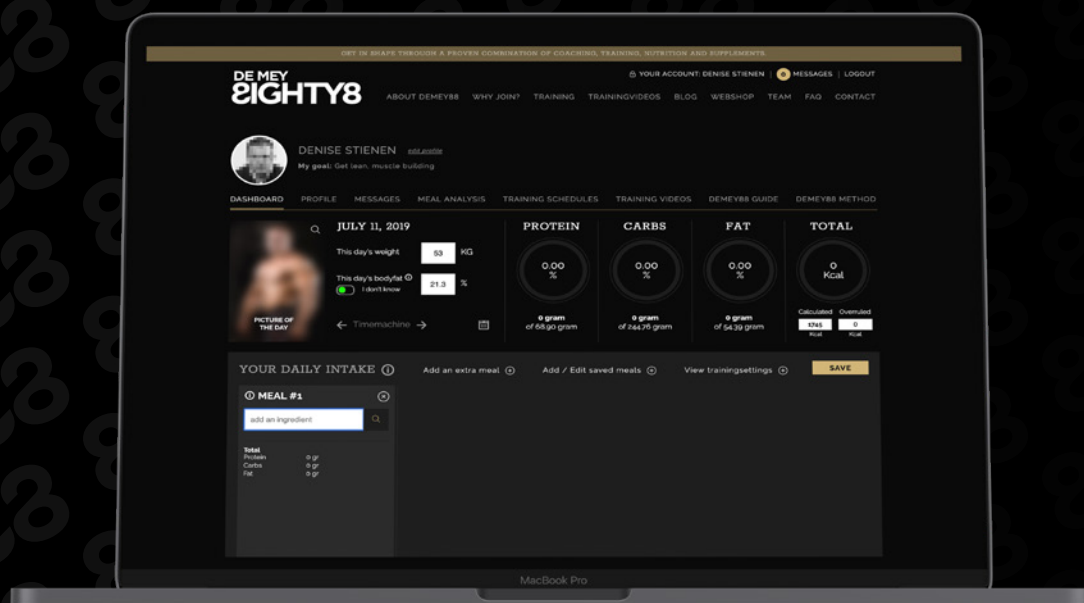 GET IN SHAPE THROUGH A PROVEN COMBINATION OF COACHING, TRAINING, NUTRITION AND SUPPLEMENTS.
YOUR ACCOUNT: DENISE STIENEN | 0 MESSAGES | LOGOUT
DE MEY
8IGHTY8
ABOUT DEMEY88 WHY JOIN? TRAINING TRAININGVIDEOS BLOG WEBSHOP TEAM FAQ CONTACT
DENISE STIENEN edit profile
My goal: Get lean, muscle building
DASHBOARD PROFILE MESSAGES MEAL ANALYSIS TRAINING SCHEDULES TRAINING VIDEOS DEMEY88 GUIDE DEMEY88 METHOD
PICTURE OF
THE DAY
JULY 11, 2019
This day's weight 53 KG
This day's bodyfat 21.3 %
I don't know
Timemachine
PROTEIN
0.00
%
0 gram
of 68.90 gram
CARBS
0.00
%
0 gram
of 244.76 gram
FAT
0.00
%
0 gram
of 54.39 gram
TOTAL
0
Kcal
Calculated Overruled
1745 0
Kcal Kcal
YOUR DAILY INTAKE Add an extra meal Add / Edit saved meals View trainingsettings SAVE
MEAL #1
add an ingredient
Total
Protein 0 gr
Carbs 0 gr
Fat 0 gr
MacBook Pro